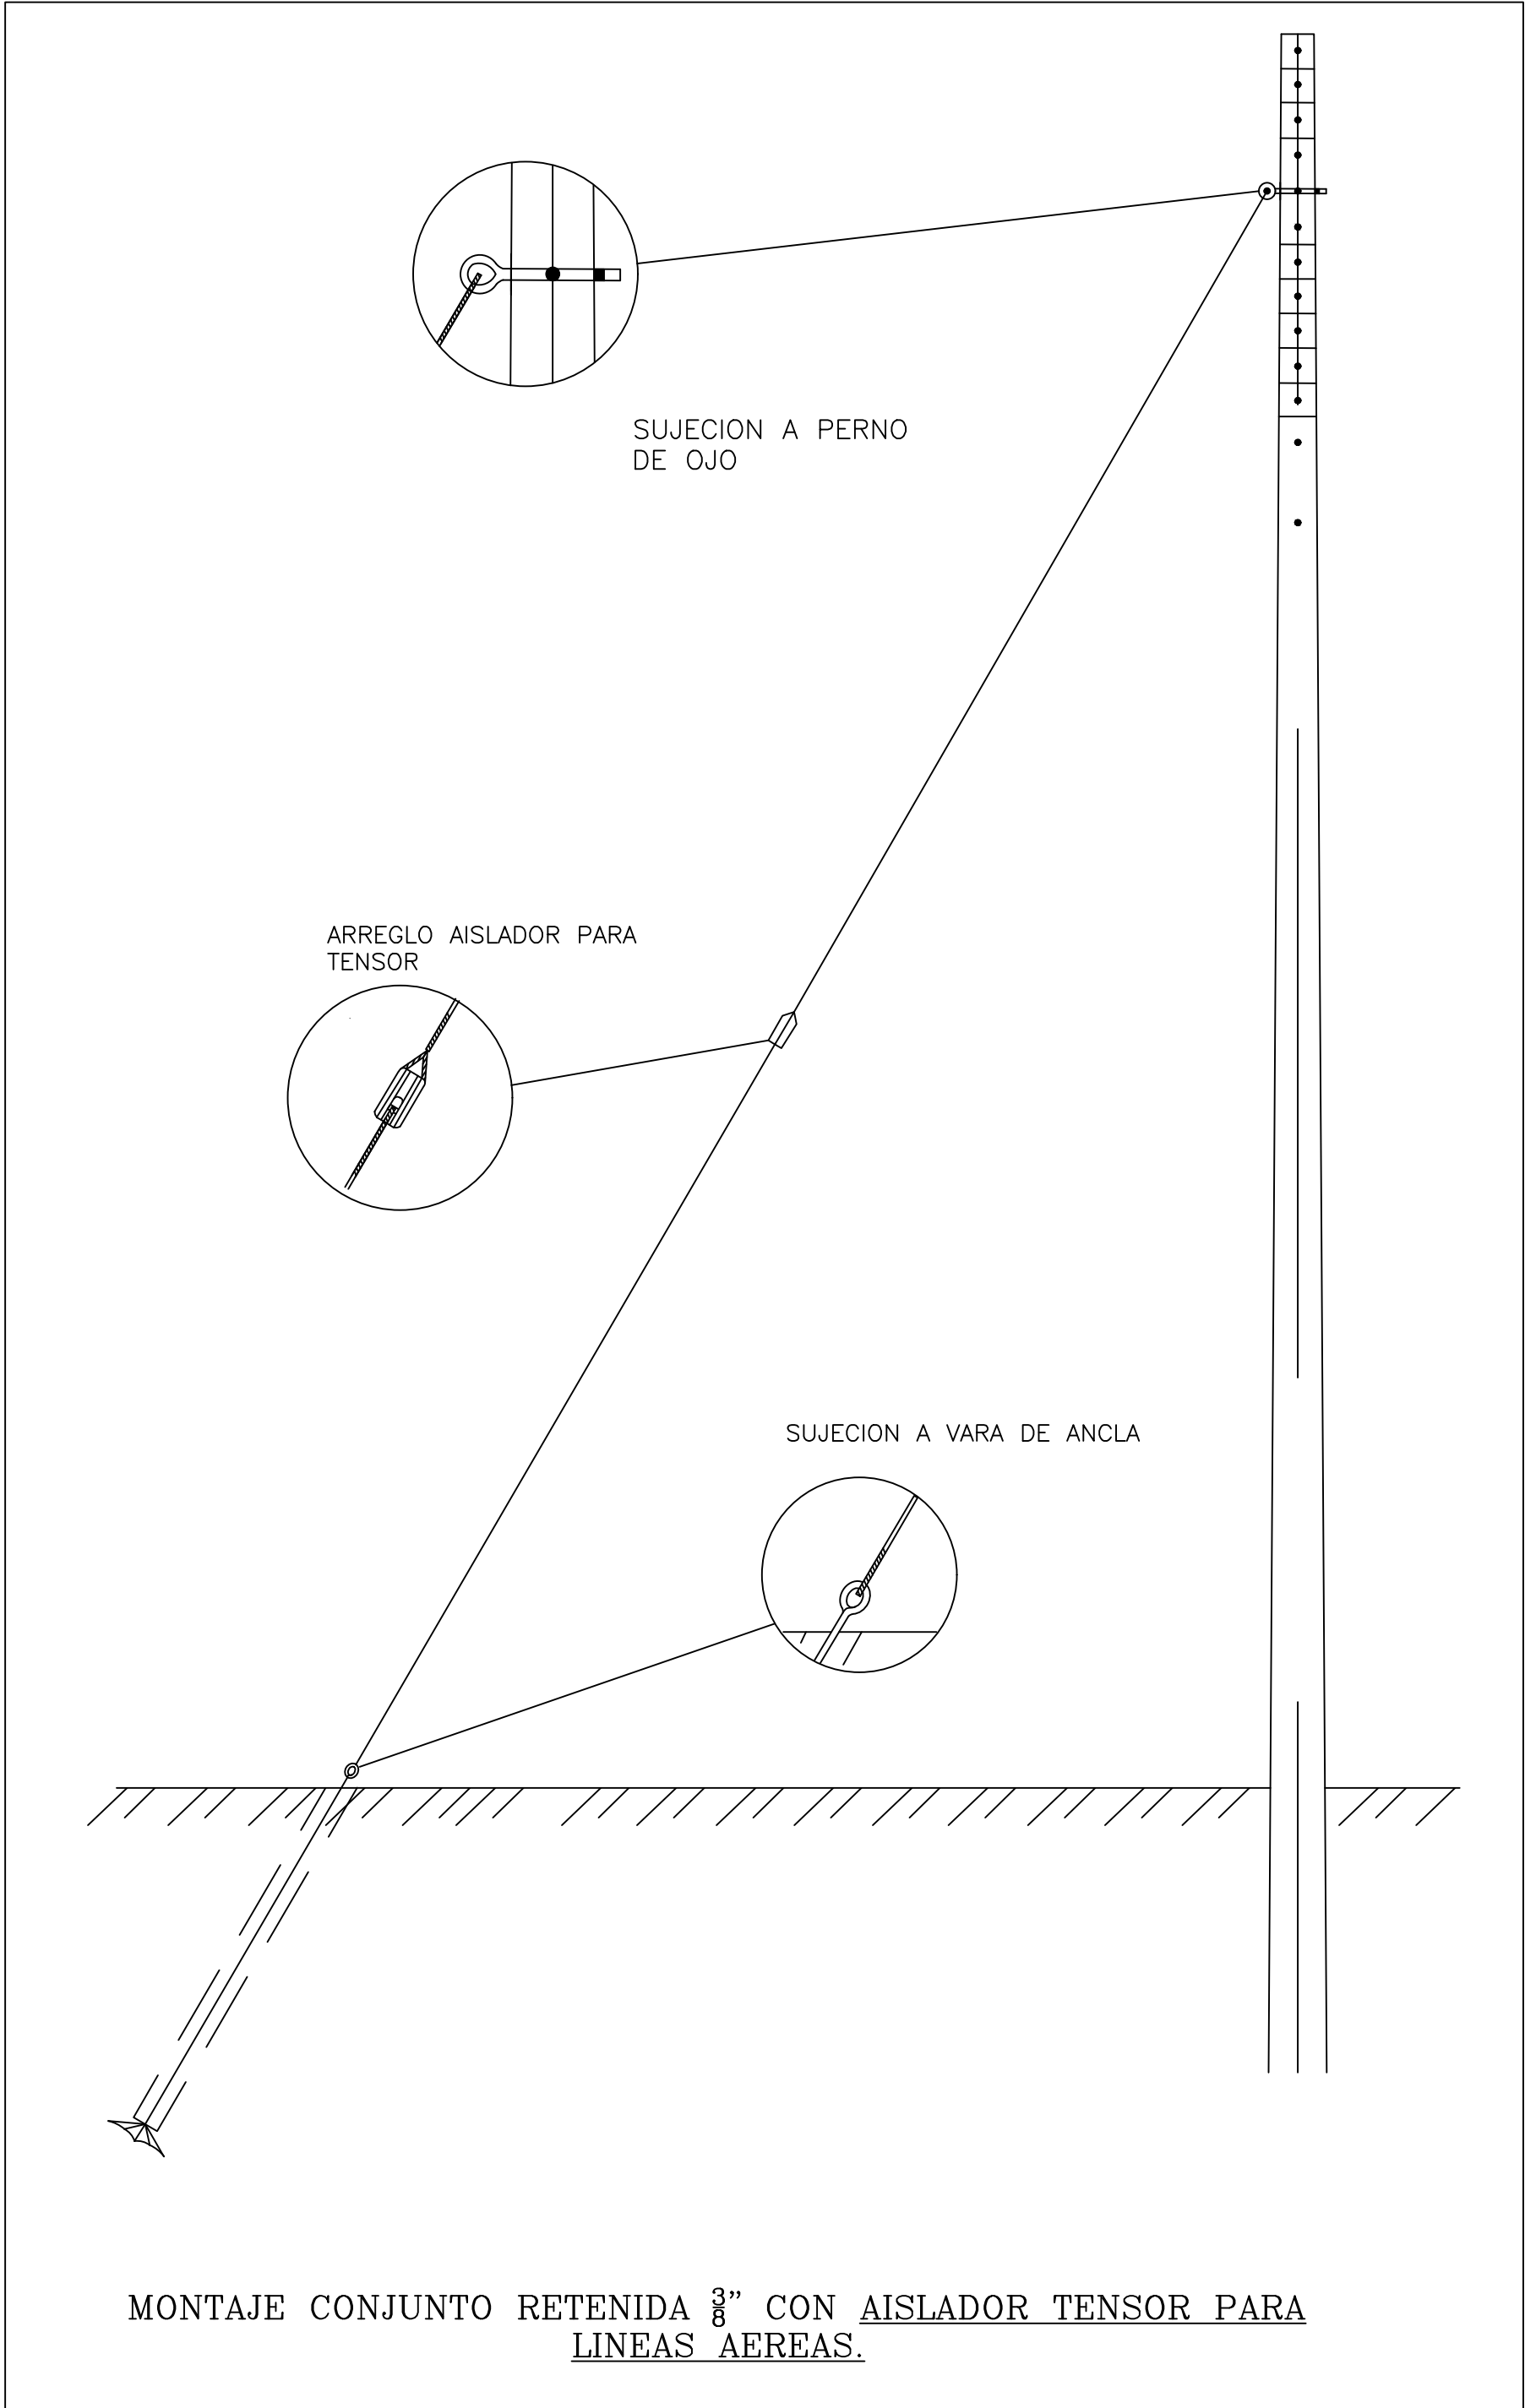 SUJECION A PERNO
DE OJO
ARREGLO AISLADOR PARA
TENSOR
SUJECION A VARA DE ANCLA
MONTAJE CONJUNTO RETENIDA 3/8” CON AISLADOR TENSOR PARA
LINEAS AEREAS.